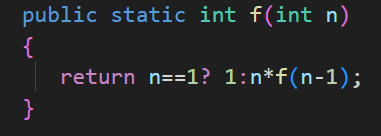 public static int f(int n)
{
    return n==1? 1:n*f(n-1);
}